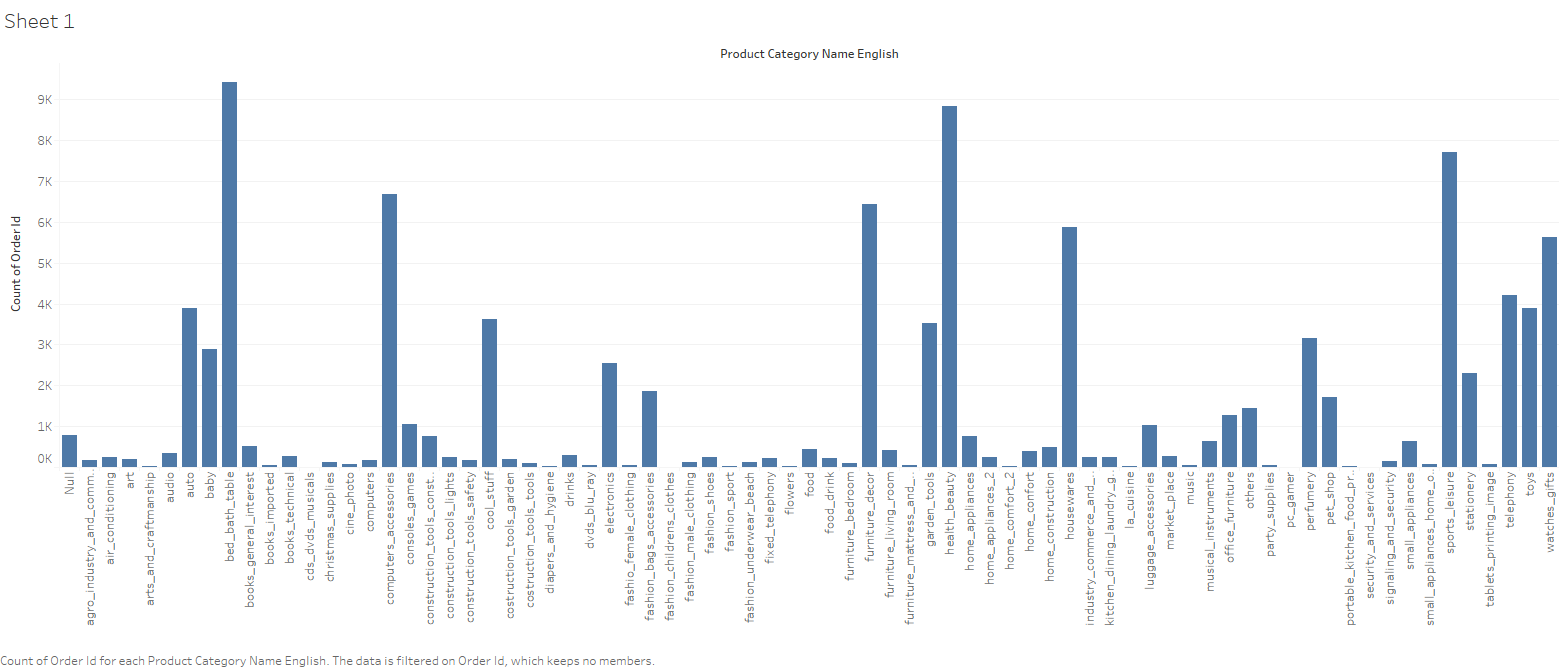 Sheet 1
Product Category Name English
Count of Order Id
9K
8K
7K
6K
5K
4K
3K
2K
1K
0K
Null
agro_industry_and_comm..
air_conditioning
art
arts_and_craftmanship
audio
auto
baby
bed_bath_table
books_general_interest
books_imported
books_technical
cds_dvds_musicals
christmas_supplies
cine_photo
computers
computers_accessories
consoles_games
construction_tools_const..
construction_tools_lights
construction_tools_safety
cool_stuff
costruction_tools_garden
costruction_tools_tools
diapers_and_hygiene
drinks
dvds_blu_ray
electronics
fashio_female_clothing
fashion_bags_accessories
fashion_childrens_clothes
fashion_male_clothing
fashion_shoes
fashion_sport
fashion_underwear_beach
fixed_telephony
flowers
food
food_drink
furniture_bedroom
furniture_decor
furniture_living_room
furniture_mattress_and_..
garden_tools
health_beauty
home_appliances
home_appliances_2
home_comfort_2
home_confort
home_construction
housewares
industry_commerce_and_..
kitchen_dining_laundry_g..
la_cuisine
luggage_accessories
market_place
music
musical_instruments
office_furniture
others
party_supplies
pc_gamer
perfumery
pet_shop
portable_kitchen_food_pr..
security_and_services
signaling_and_security
small_appliances
small_appliances_home_o..
sports_leisure
stationery
tablets_printing_image
telephony
toys
watches_gifts
Count of Order Id for each Product Category Name English. The data is filtered on Order Id, which keeps no members.